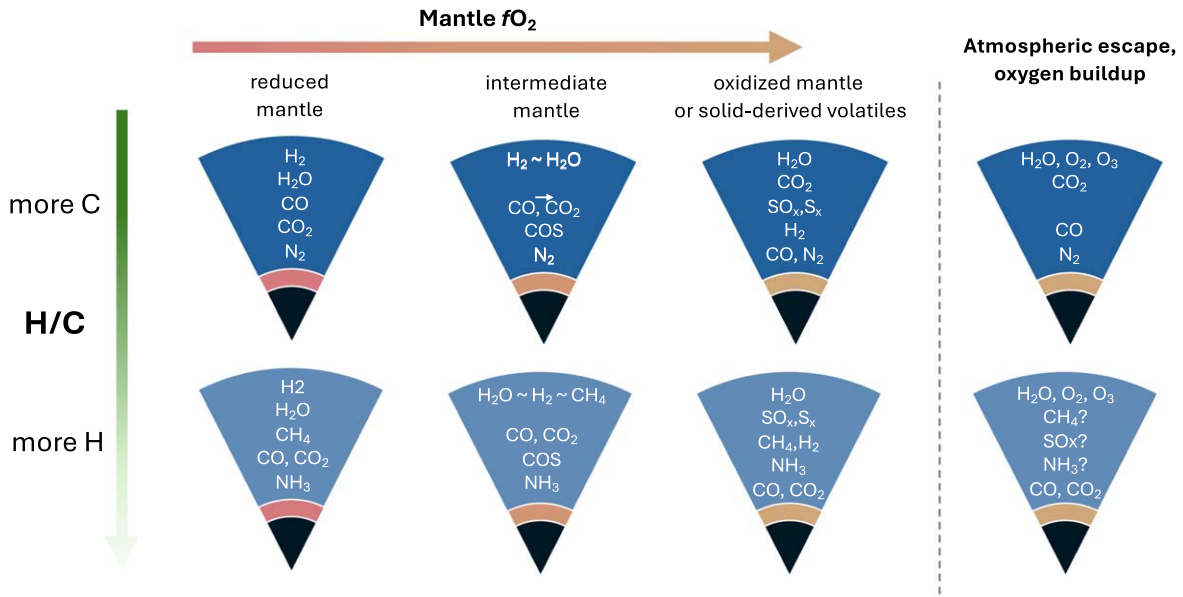 Mantle fO₂
Atmospheric escape,
oxygen buildup
reduced
mantle
intermediate
mantle
oxidized mantle
or solid-derived volatiles
more C
H/C
more H
H₂
H₂O
CO
CO₂
N₂
H₂ ~ H₂O
CO, CO₂
COS
N₂
H₂O
CO₂
SOₓ,Sₓ
H₂
CO, N₂
H₂O, O₂, O₃
CO₂
CO
N₂
H2
H₂O
CH₄
CO, CO₂
NH₃
H₂O ~ H₂ ~ CH₄
CO, CO₂
COS
NH₃
H₂O
SOₓ,Sₓ
CH₄,H₂
NH₃
CO, CO₂
H₂O, O₂, O₃
CH₄?
SOx?
NH₃?
CO, CO₂